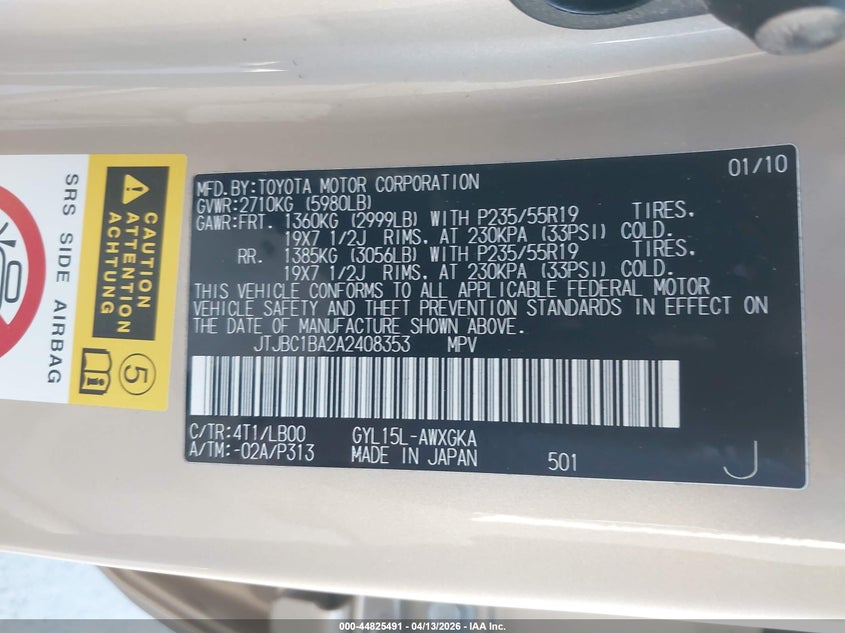 SRS SIDE AIRBAG
CAUTION
ATTENTION
ACHTUNG
5
01/10
MFD.BY:TOYOTA MOTOR CORPORATION
GVWR:2710KG (5980LB)
GAWR:FRT. 1360KG (2999LB) WITH P235/55R19 TIRES.
19X7 1/2J RIMS. AT 230KPA (33PSI) COLD.
RR. 1385KG (3056LB) WITH P235/55R19 TIRES.
19X7 1/2J RIMS. AT 230KPA (33PSI) COLD.
THIS VEHICLE CONFORMS TO ALL APPLICABLE FEDERAL MOTOR
VEHICLE SAFETY AND THEFT PREVENTION STANDARDS IN EFFECT ON
THE DATE OF MANUFACTURE SHOWN ABOVE.
JTJBC1BA2A2408353 MPV
C/TR:4T1/LB00 GYL15L-AWXGKA
A/TM:-02A/P313 MADE IN JAPAN 501 J
000-44825491 - 04/13/2026 - IAA Inc.